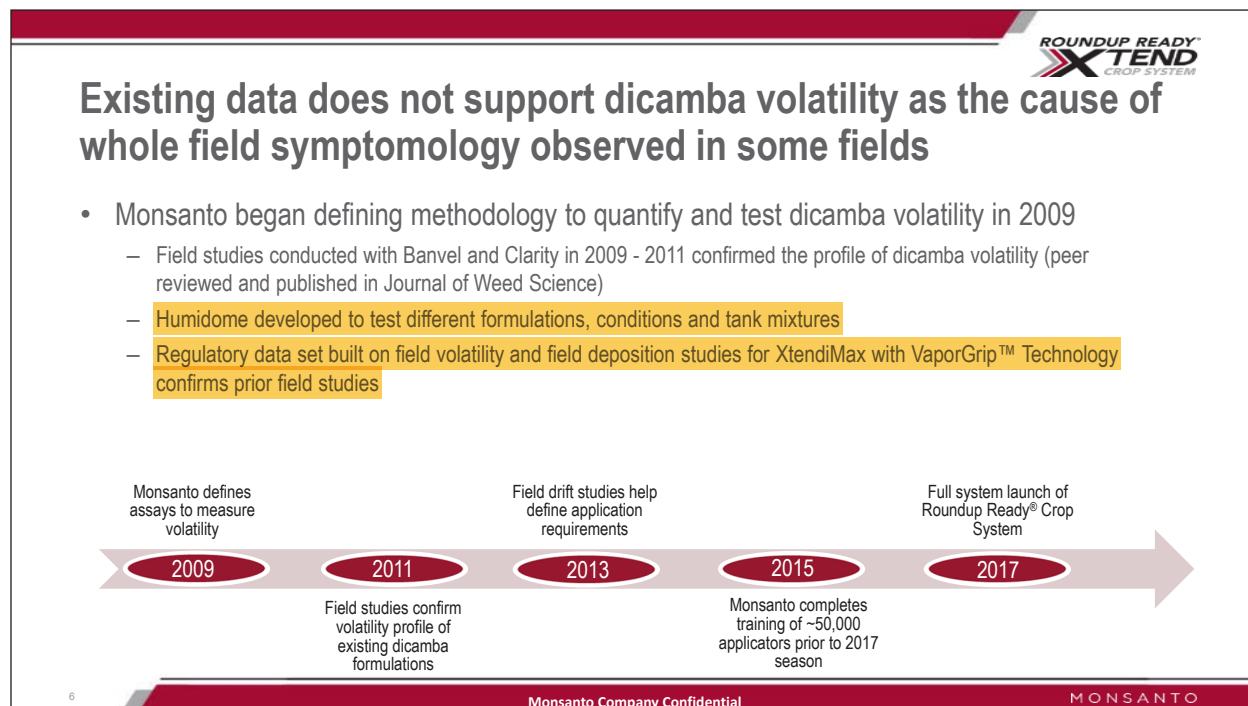 ROUNDUP READY™
XTEND
CROP SYSTEM
Existing data does not support dicamba volatility as the cause of
whole field symptomology observed in some fields
• Monsanto began defining methodology to quantify and test dicamba volatility in 2009
– Field studies conducted with Banvel and Clarity in 2009 - 2011 confirmed the profile of dicamba volatility (peer
reviewed and published in Journal of Weed Science)
– Humidome developed to test different formulations, conditions and tank mixtures
– Regulatory data set built on field volatility and field deposition studies for XtendiMax with VaporGrip™ Technology
confirms prior field studies
Monsanto defines
assays to measure
volatility
Field drift studies help
define application
requirements
Full system launch of
Roundup Ready® Crop
System
2009
2011
2013
2015
2017
Field studies confirm
volatility profile of
existing dicamba
formulations
Monsanto completes
training of ~50,000
applicators prior to 2017
season
6
Monsanto Company Confidential
MONSANTO